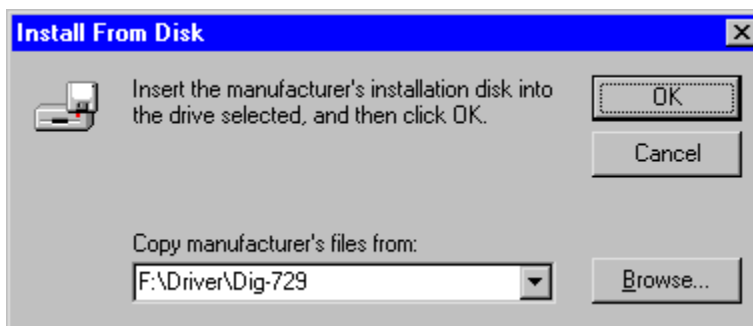 Install From Disk
Insert the manufacturer's installation disk into
the drive selected, and then click OK.
OK
Cancel
Copy manufacturer's files from:
F:\Driver\Dig-729
Browse...